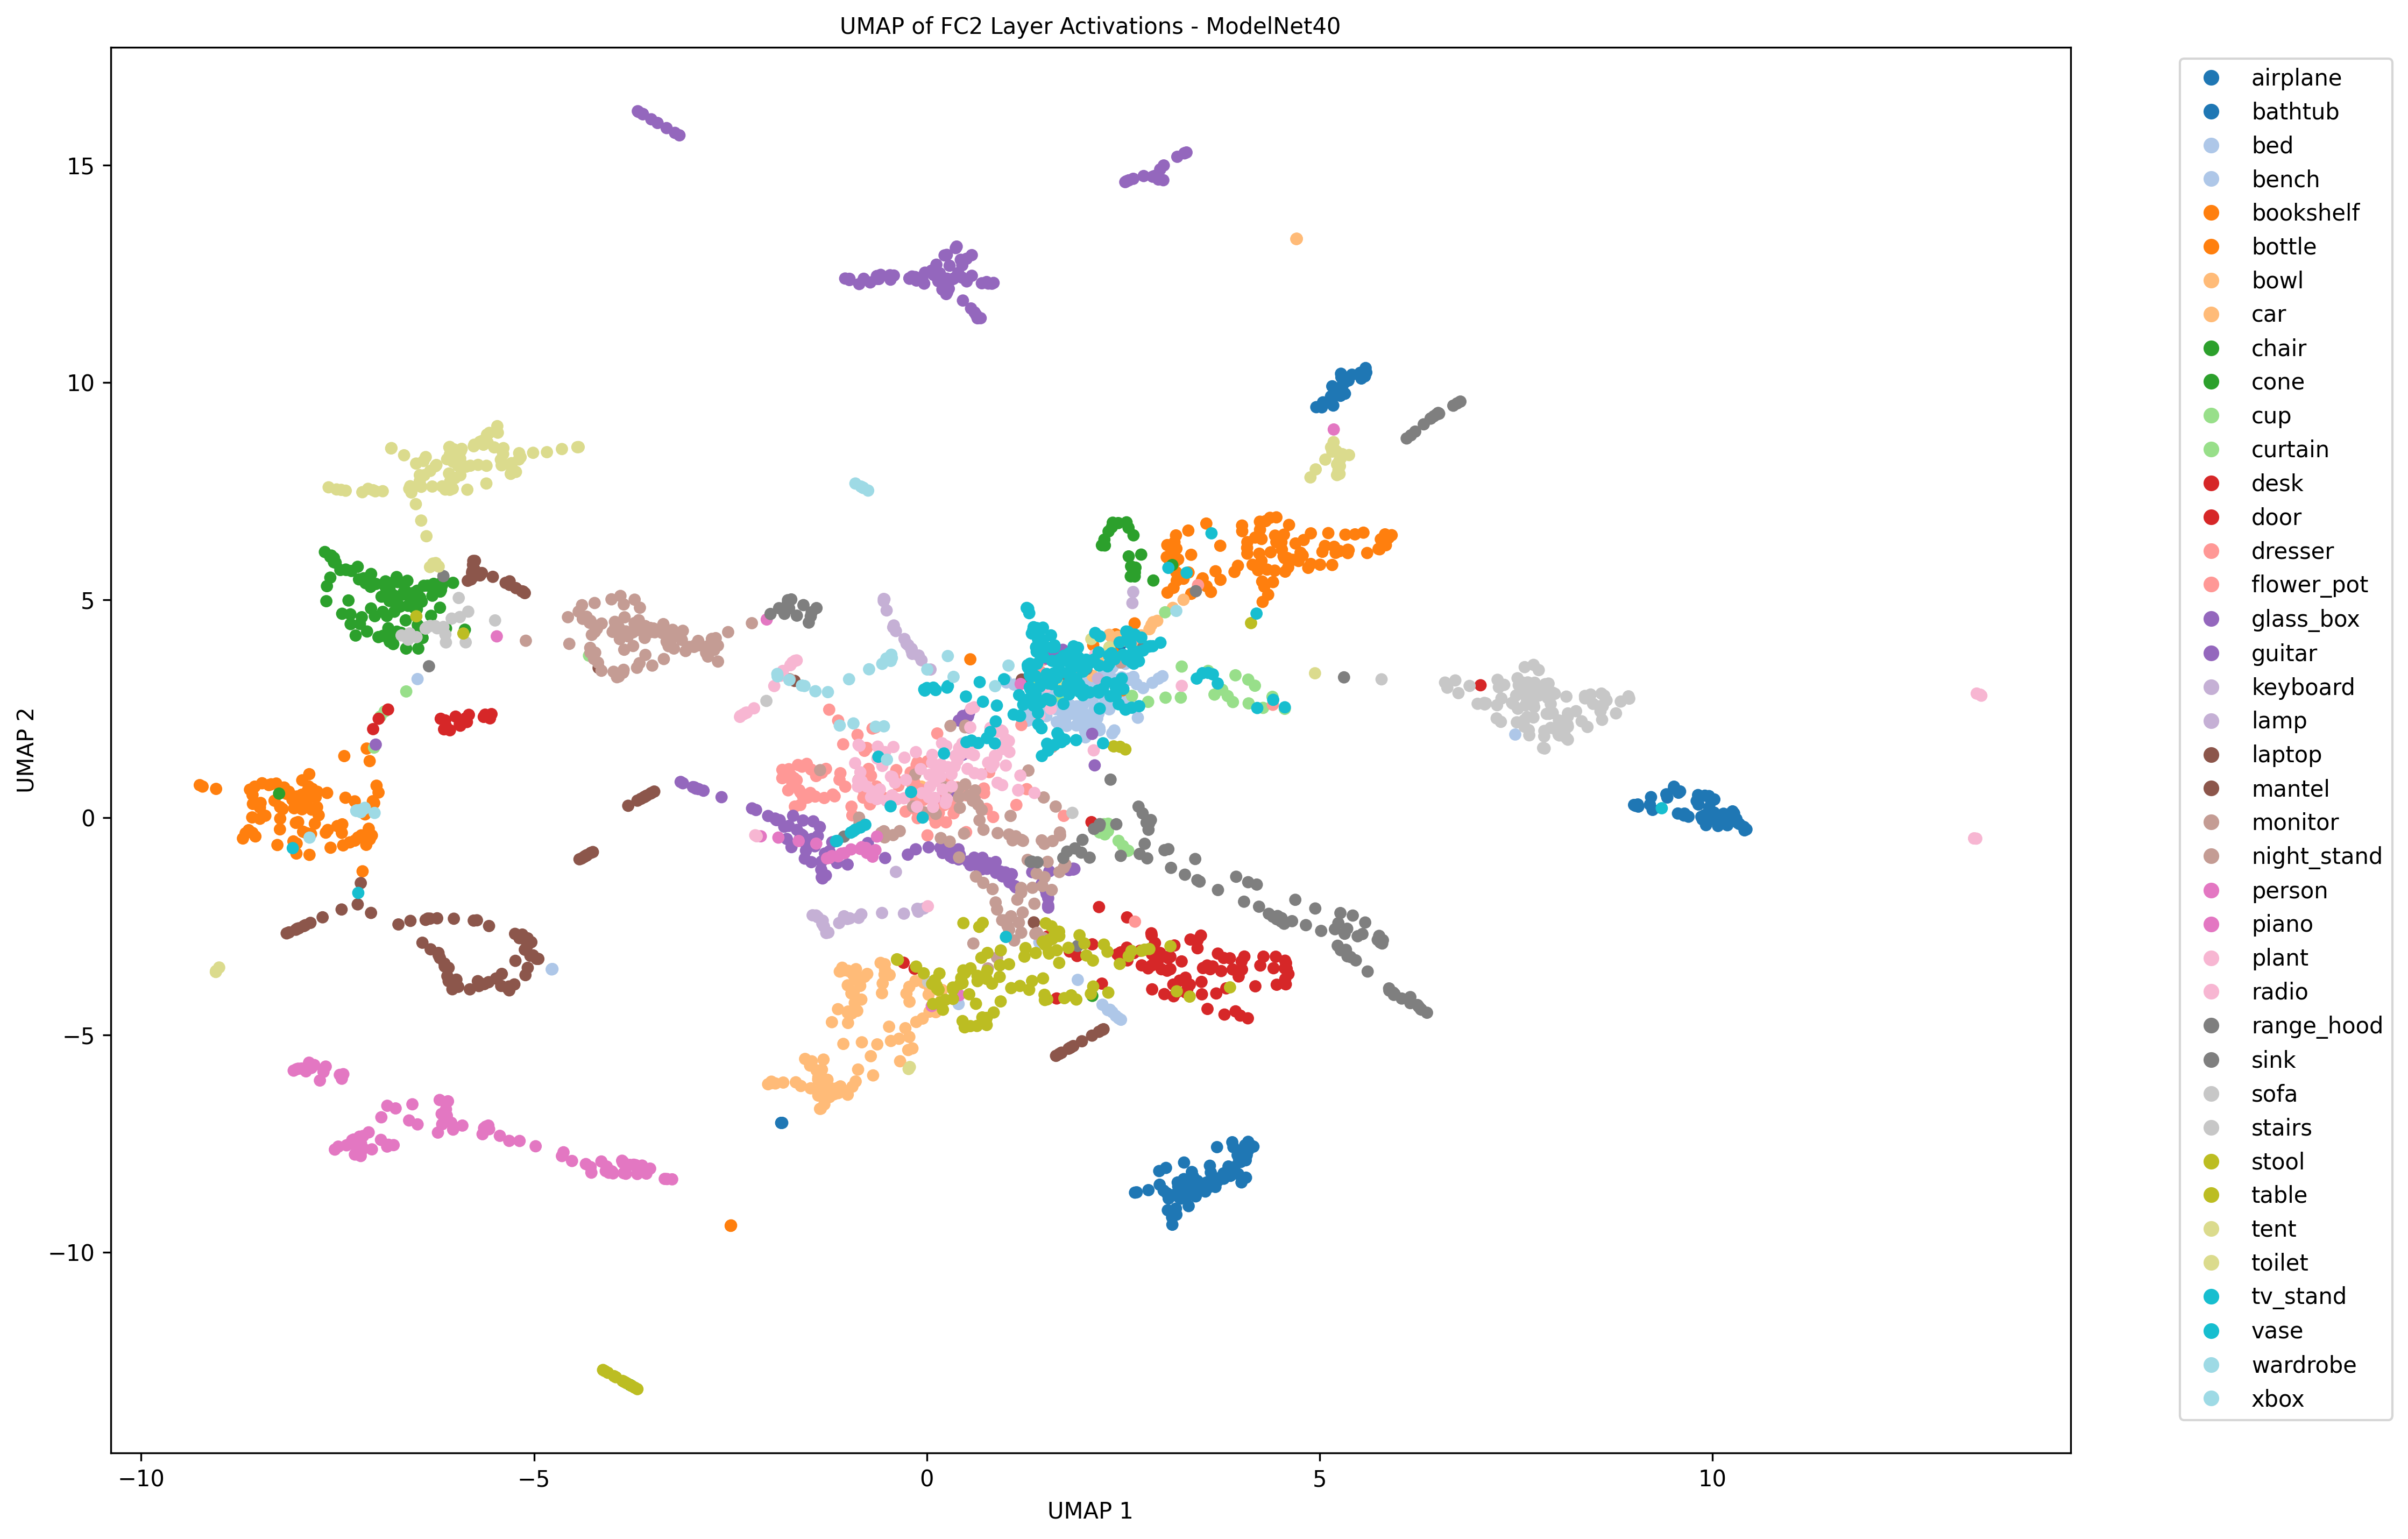 UMAP of FC2 Layer Activations - ModelNet40
15
10
5
0
−5
−10
UMAP 2
−10
−5
0
5
10
UMAP 1
airplane
bathtub
bed
bench
bookshelf
bottle
bowl
car
chair
cone
cup
curtain
desk
door
dresser
flower_pot
glass_box
guitar
keyboard
lamp
laptop
mantel
monitor
night_stand
person
piano
plant
radio
range_hood
sink
sofa
stairs
stool
table
tent
toilet
tv_stand
vase
wardrobe
xbox